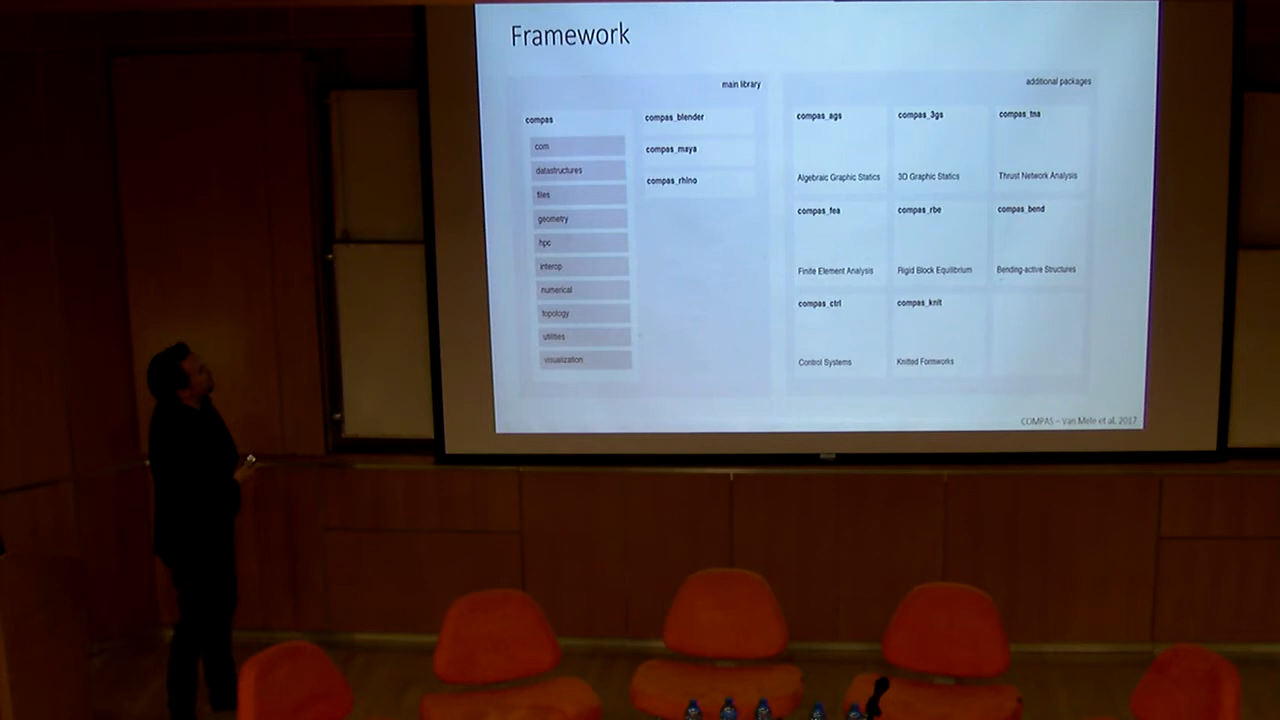 Framework
main library
compas
com
datastructures
files
geometry
hpc
interop
numerical
topology
utilities
visualization
compas_blender
compas_maya
compas_rhino
additional packages
compas_ags
Algebraic Graphic Statics
compas_3gs
3D Graphic Statics
compas_tna
Thrust Network Analysis
compas_fea
Finite Element Analysis
compas_rbe
Rigid Block Equilibrium
compas_bend
Bending-active Structures
compas_ctrl
Control Systems
compas_knit
Knitted Formworks
COMPAS – Van Mele et al. 2017